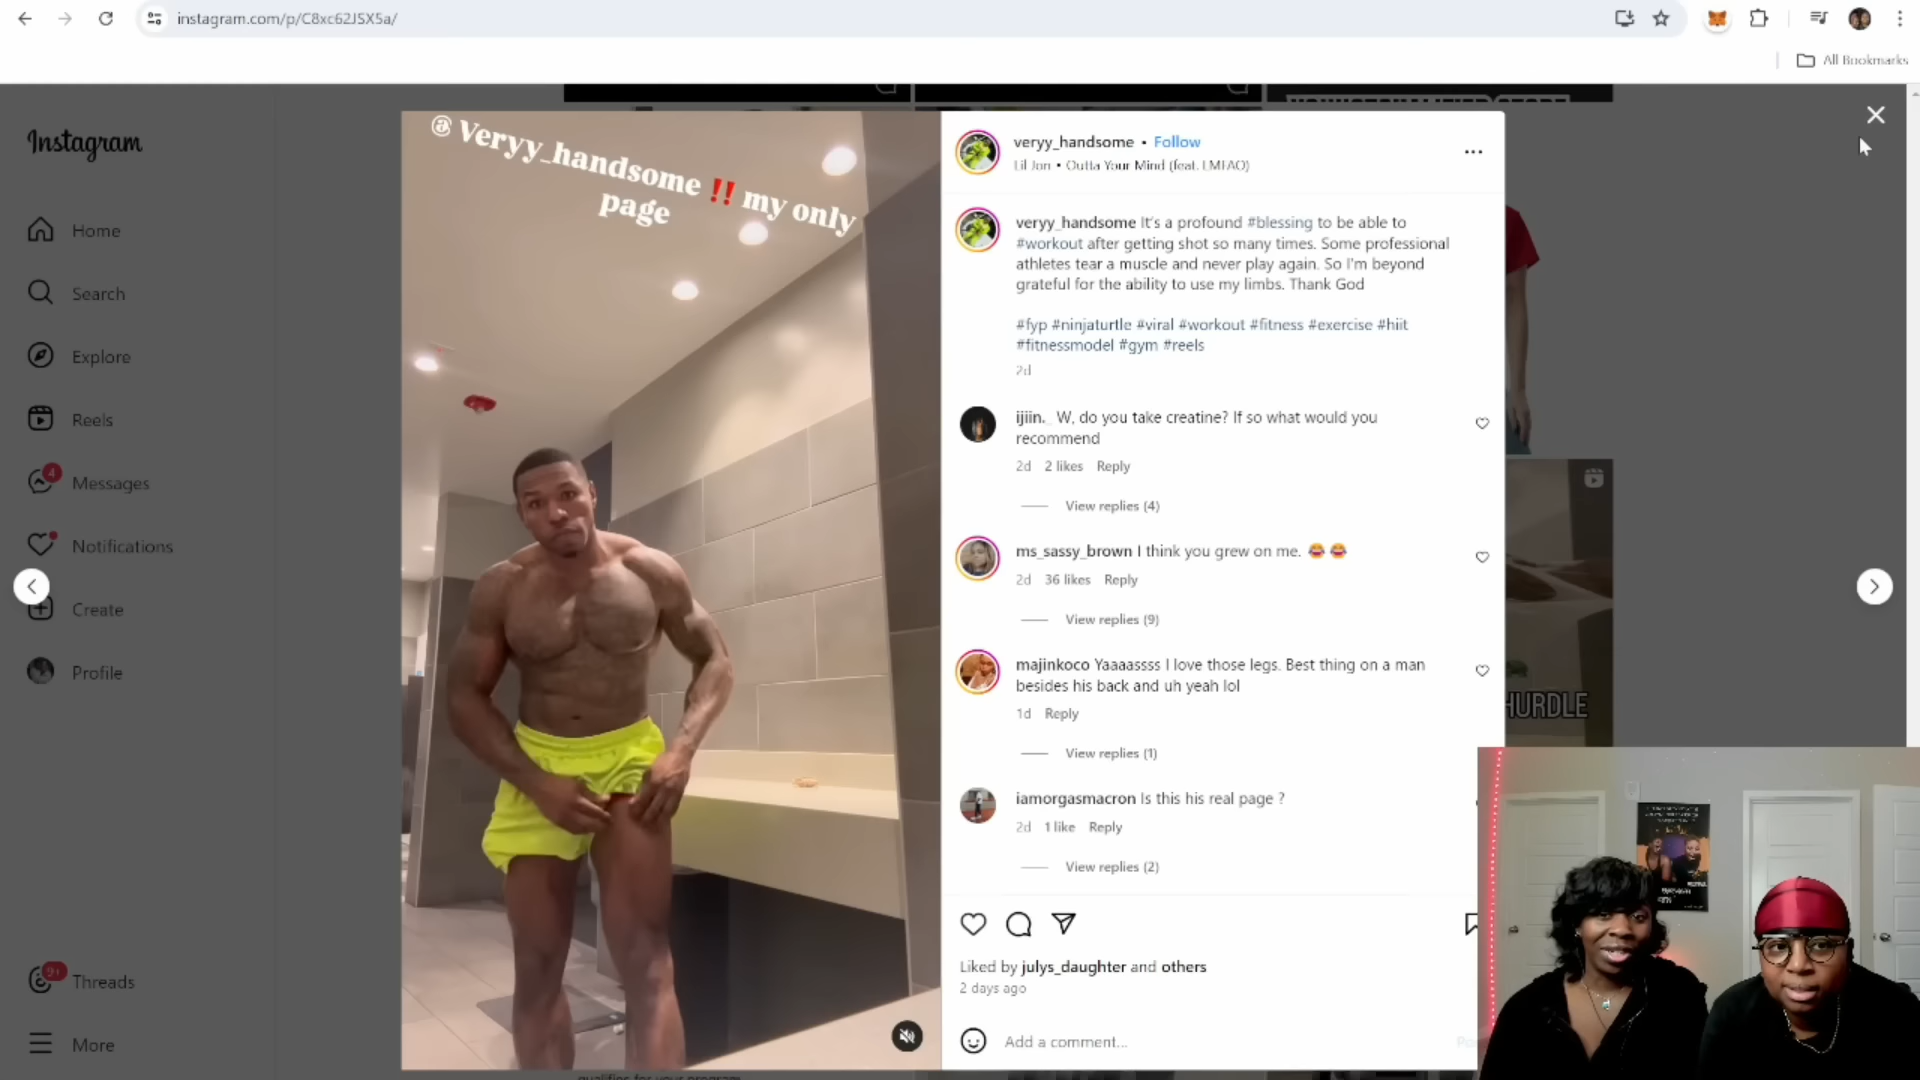 instagram.com/p/C8xc62JSX5a/
All Bookmarks
Instagram
Home
Search
Explore
Reels
4
Messages
Notifications
Create
Profile
9+
Threads
More
@ Veryy_handsome ‼️ my only
page
veryy_handsome • Follow
Lil Jon • Outta Your Mind (feat. LMFAO)
veryy_handsome It's a profound #blessing to be able to
#workout after getting shot so many times. Some professional
athletes tear a muscle and never play again. So I'm beyond
grateful for the ability to use my limbs. Thank God
#fyp #ninjaturtle #viral #workout #fitness #exercise #hiit
#fitnessmodel #gym #reels
2d
ijiin._ W, do you take creatine? If so what would you
recommend
2d 2 likes Reply
View replies (4)
ms_sassy_brown I think you grew on me. 😂 😂
2d 36 likes Reply
View replies (9)
majinkoco Yaaaassss I love those legs. Best thing on a man
besides his back and uh yeah lol
1d Reply
View replies (1)
iamorgasmacron Is this his real page ?
2d 1 like Reply
View replies (2)
Liked by julys_daughter and others
2 days ago
Add a comment...
HURDLE